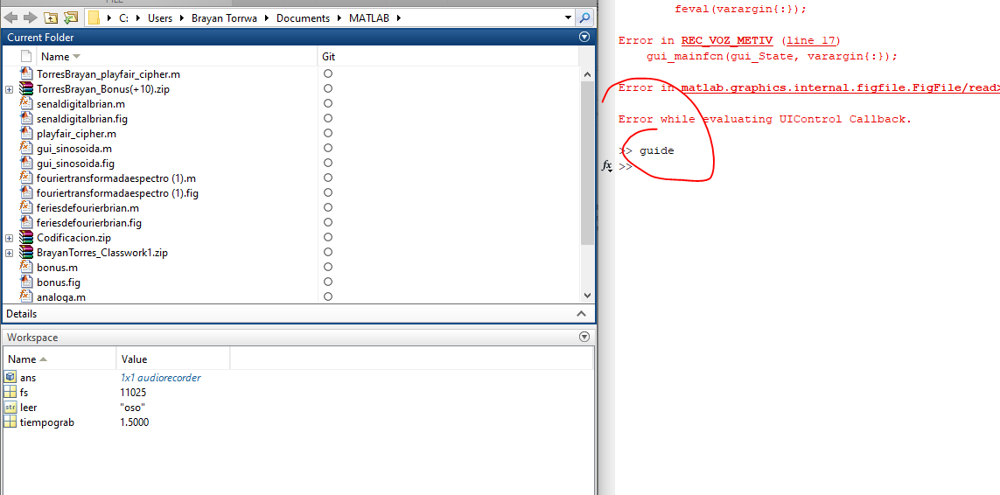 C: Users Brayan Torrwa Documents MATLAB
Current Folder
Name Git
TorresBrayan_playfair_cipher.m
TorresBrayan_Bonus(+10).zip
senaldigitalbrian.m
senaldigitalbrian.fig
playfair_cipher.m
gui_sinosoida.m
gui_sinosoida.fig
fouriertransformadaespectro (1).m
fouriertransformadaespectro (1).fig
feriesdefourierbrian.m
feriesdefourierbrian.fig
Codificacion.zip
BrayanTorres_Classwork1.zip
bonus.m
bonus.fig
analoga.m
Details
Workspace
Name Value
ans 1x1 audiorecorder
fs 11025
str leer "oso"
tiempograb 1.5000
feval(varargin{:});
Error in REC_VOZ_METIV (line 17)
gui_mainfcn(gui_State, varargin{:});
Error in matlab.graphics.internal.figfile.FigFile/read>
Error while evaluating UIControl Callback.
>> guide
fx >>